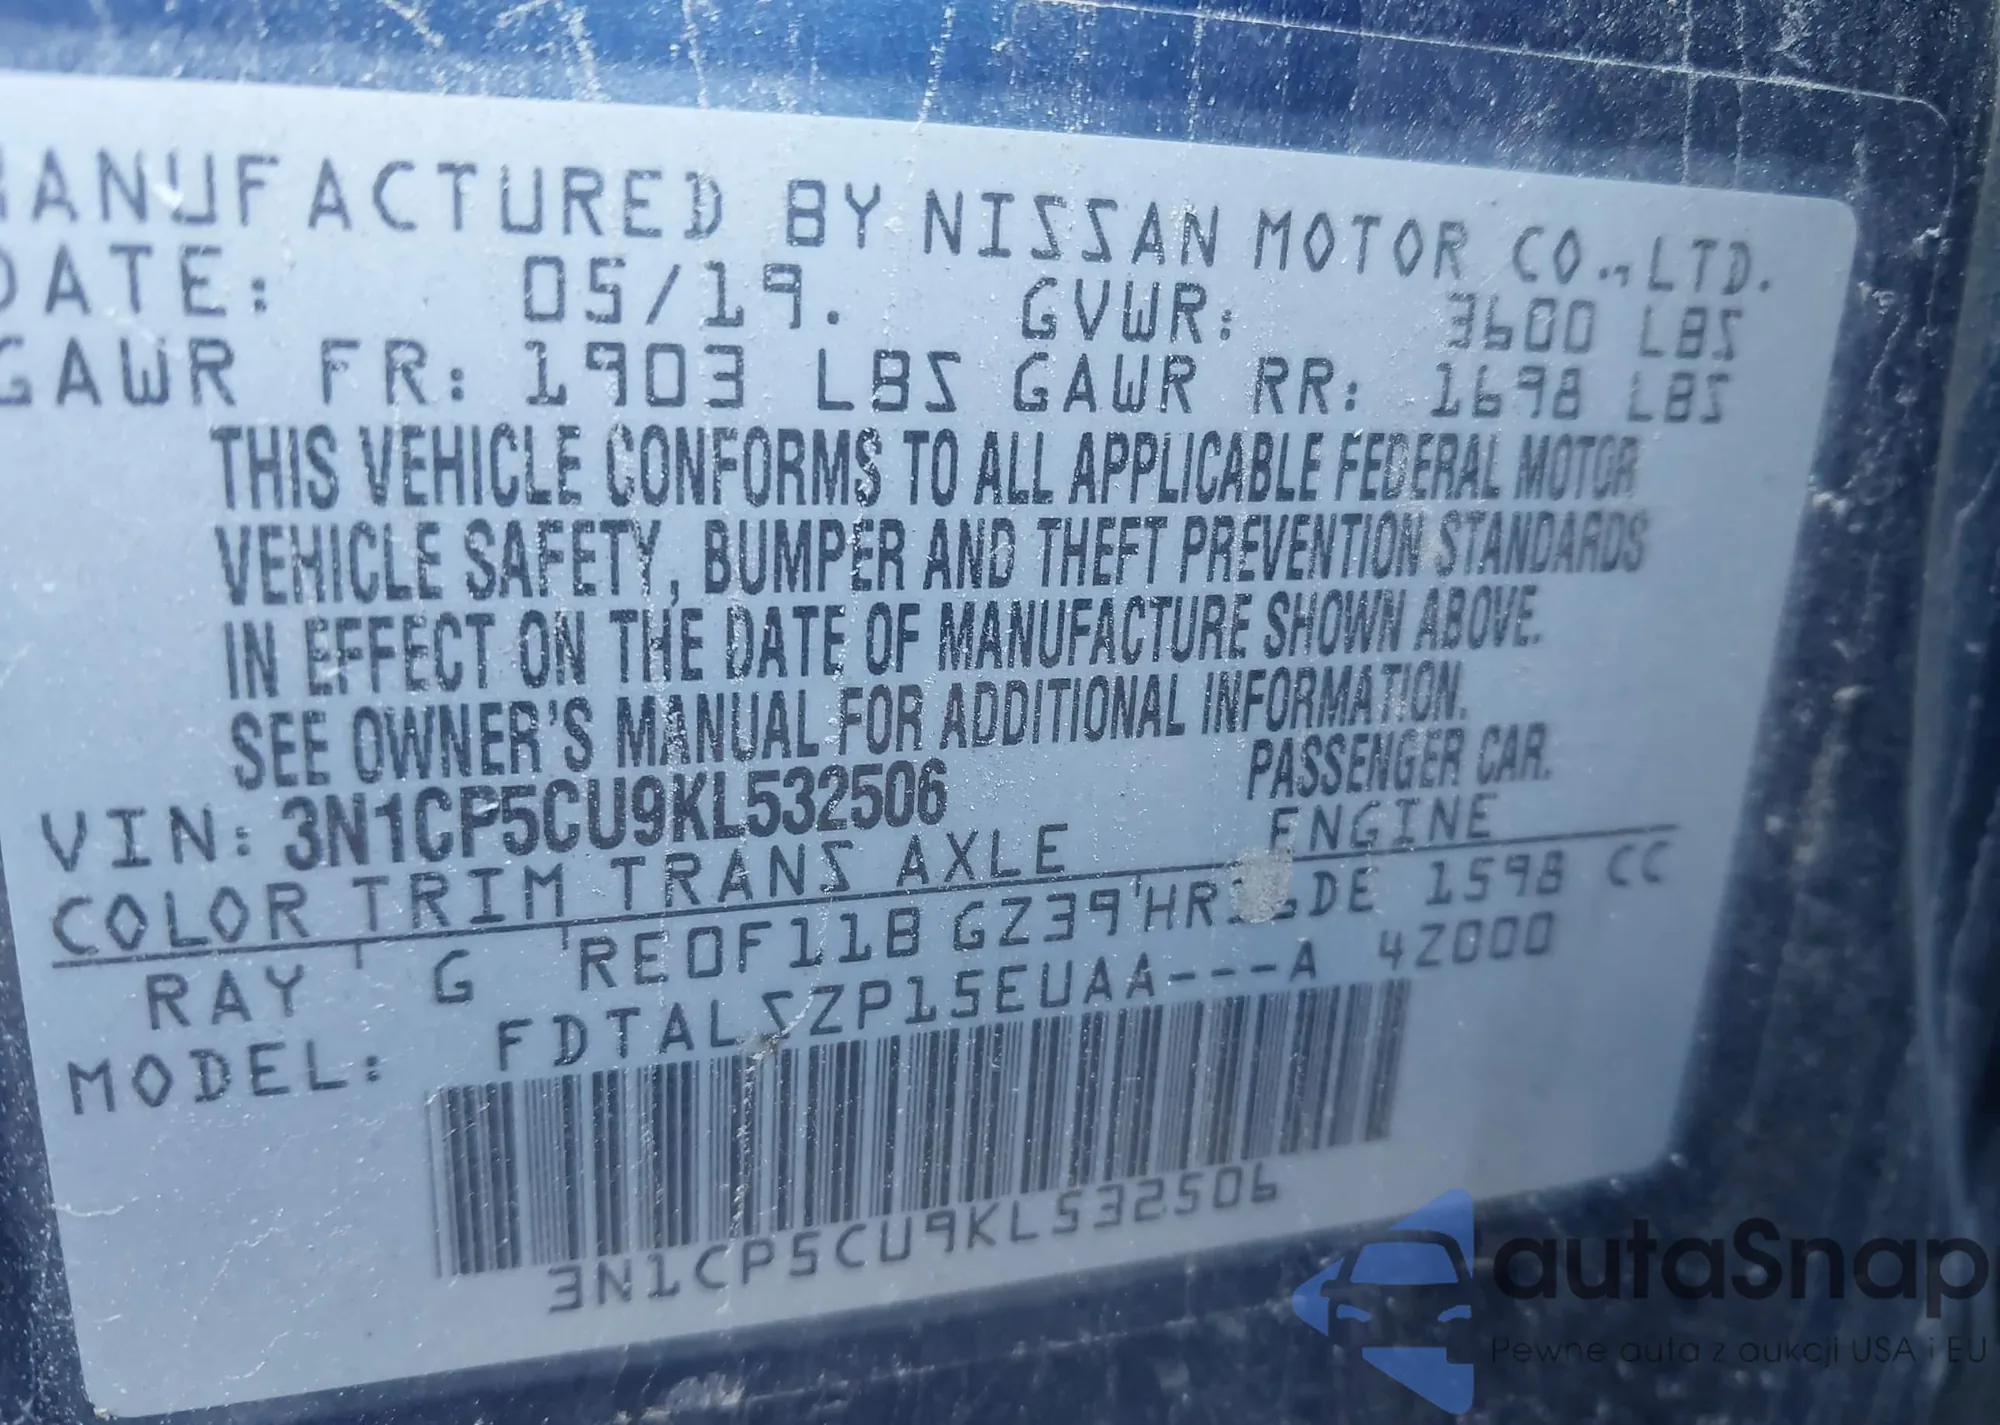 MANUFACTURED BY NISSAN MOTOR CO., LTD.
DATE: 05/19. GVWR: 3600 LBS
GAWR FR: 1903 LBS GAWR RR: 1698 LBS
THIS VEHICLE CONFORMS TO ALL APPLICABLE FEDERAL MOTOR
VEHICLE SAFETY, BUMPER AND THEFT PREVENTION STANDARDS
IN EFFECT ON THE DATE OF MANUFACTURE SHOWN ABOVE.
SEE OWNER'S MANUAL FOR ADDITIONAL INFORMATION.
VIN: 3N1CP5CU9KL532506 PASSENGER CAR.
COLOR TRIM TRANS AXLE ENGINE
RAY G RE0F11B GZ39 HR16DE 1598 CC
MODEL: FDTALSZP15EUAA---A 4Z000
3N1CP5CU9KL532506
autaSnap
Pewne auta z aukcji USA i EU